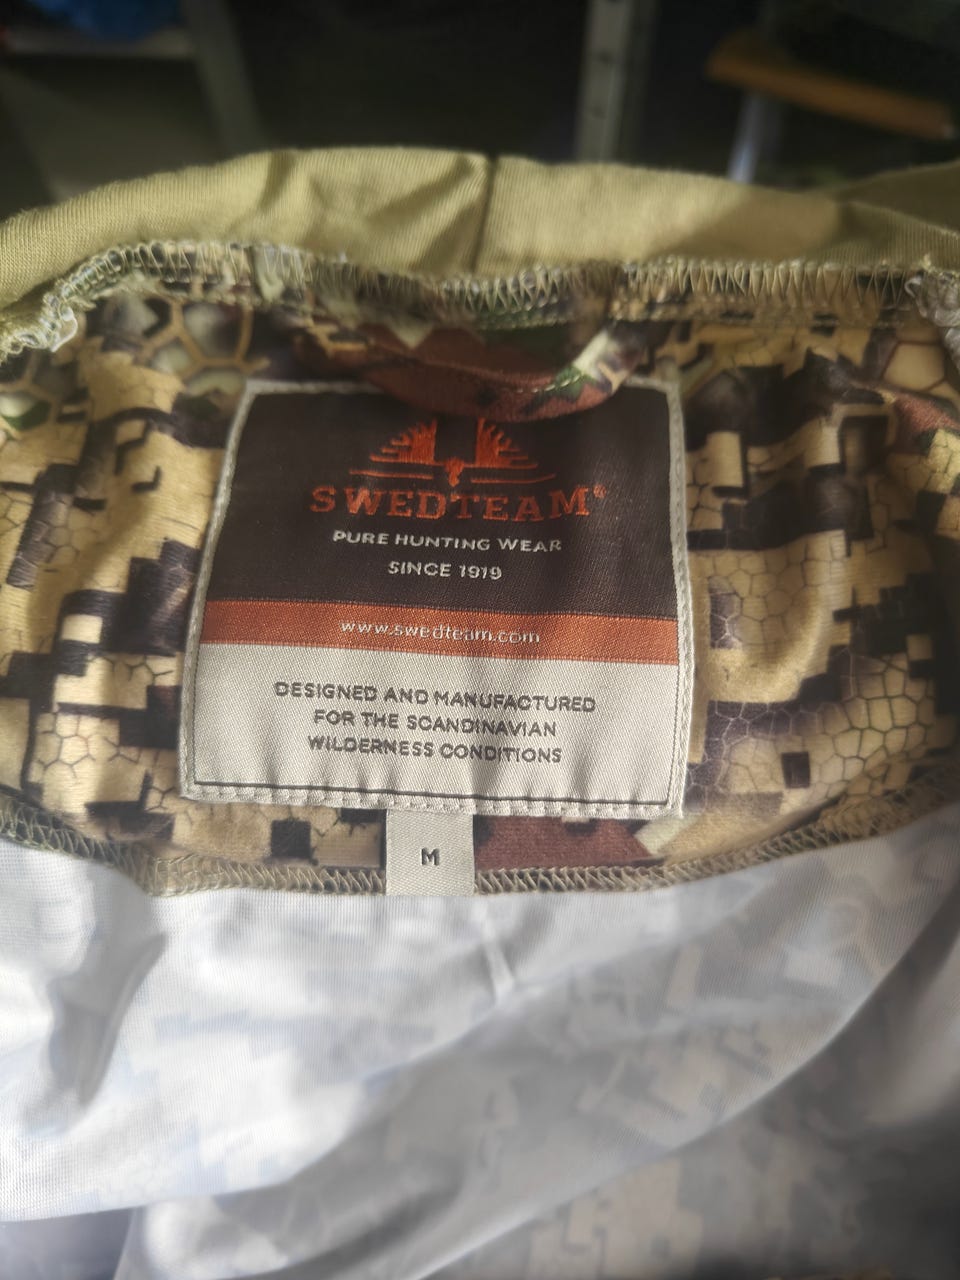 SWEDTEAM®
PURE HUNTING WEAR
SINCE 1919
www.swedteam.com
DESIGNED AND MANUFACTURED
FOR THE SCANDINAVIAN
WILDERNESS CONDITIONS
M